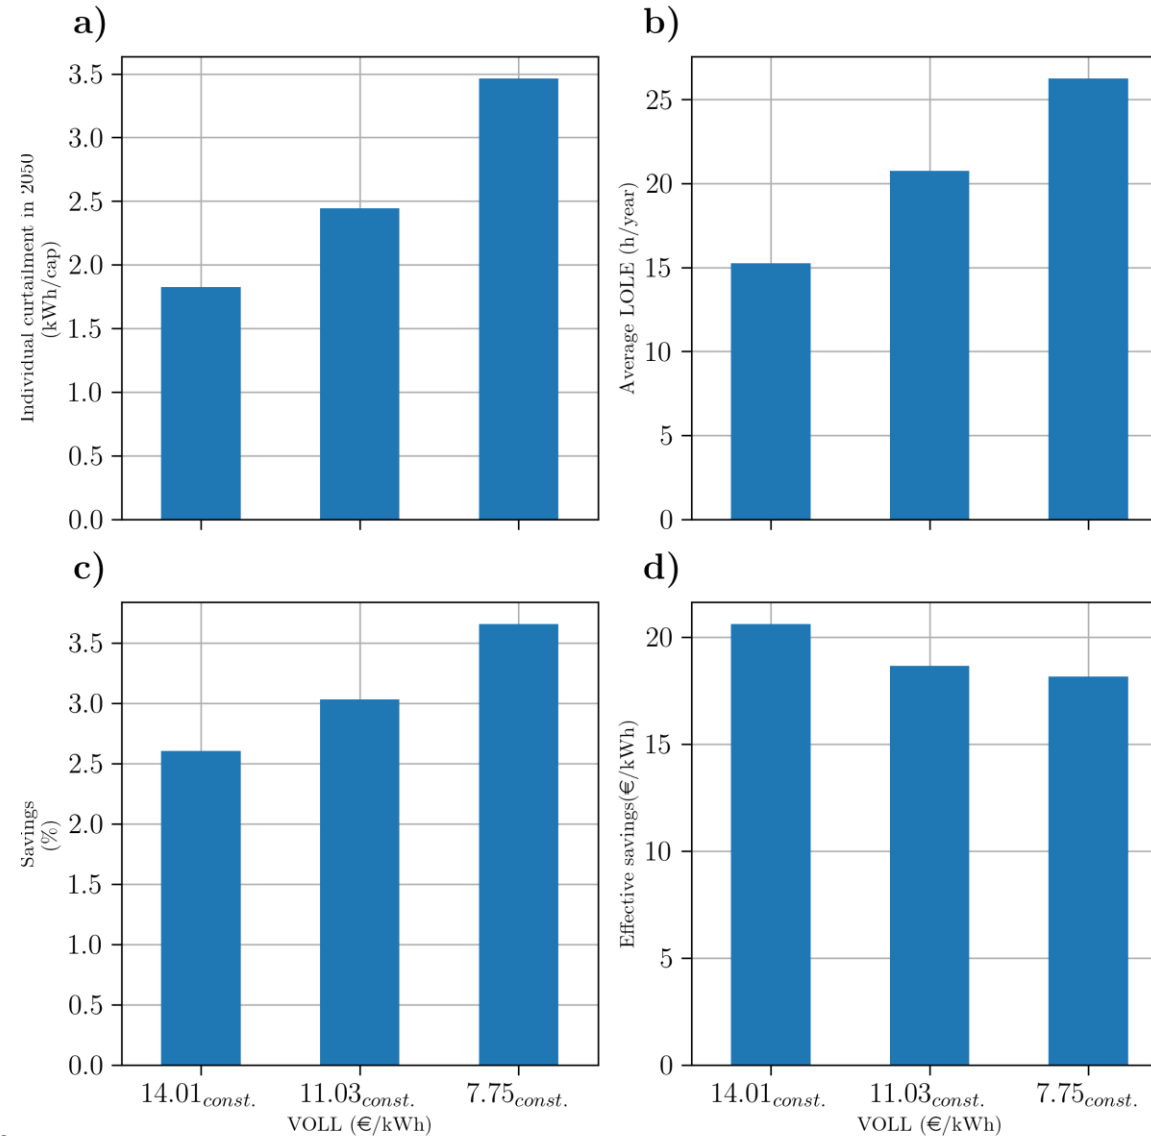 a)
Individual curtailment in 2050
(kWh/cap)
3.5
3.0
2.5
2.0
1.5
1.0
0.5
0.0
b)
Average LOLE (h/year)
25
20
15
10
5
0
c)
Savings
(%)
3.5
3.0
2.5
2.0
1.5
1.0
0.5
0.0
14.01const. 11.03const. 7.75const.
VOLL (€/kWh)
d)
Effective savings(€/kWh)
20
15
10
5
0
14.01const. 11.03const. 7.75const.
VOLL (€/kWh)